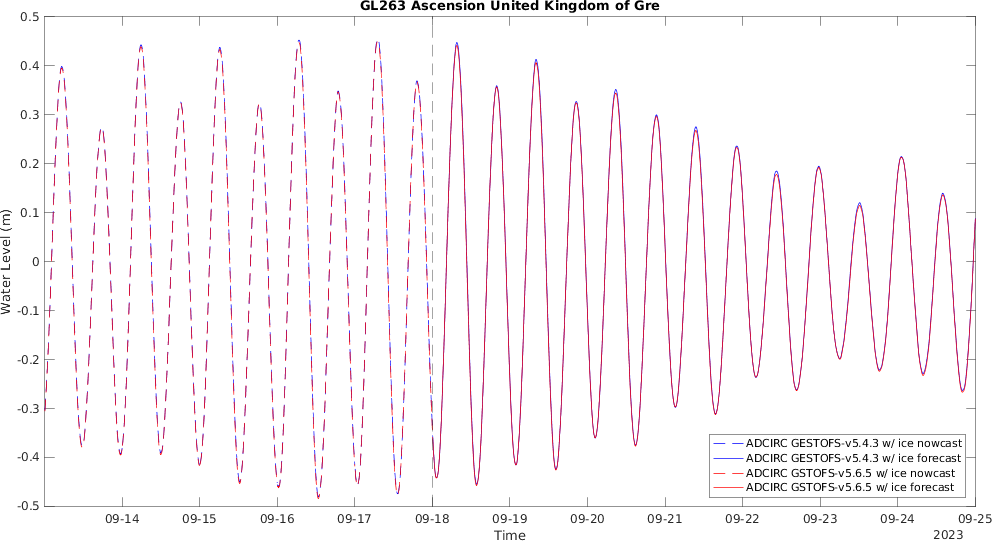 GL263 Ascension United Kingdom of Gre
0.5
0.4
0.3
0.2
0.1
0
-0.1
-0.2
-0.3
-0.4
-0.5
Water Level (m)
ADCIRC GESTOFS-v5.4.3 w/ ice nowcast
ADCIRC GESTOFS-v5.4.3 w/ ice forecast
ADCIRC GSTOFS-v5.6.5 w/ ice nowcast
ADCIRC GSTOFS-v5.6.5 w/ ice forecast
09-14 09-15 09-16 09-17 09-18 09-19 09-20 09-21 09-22 09-23 09-24 09-25
Time
2023